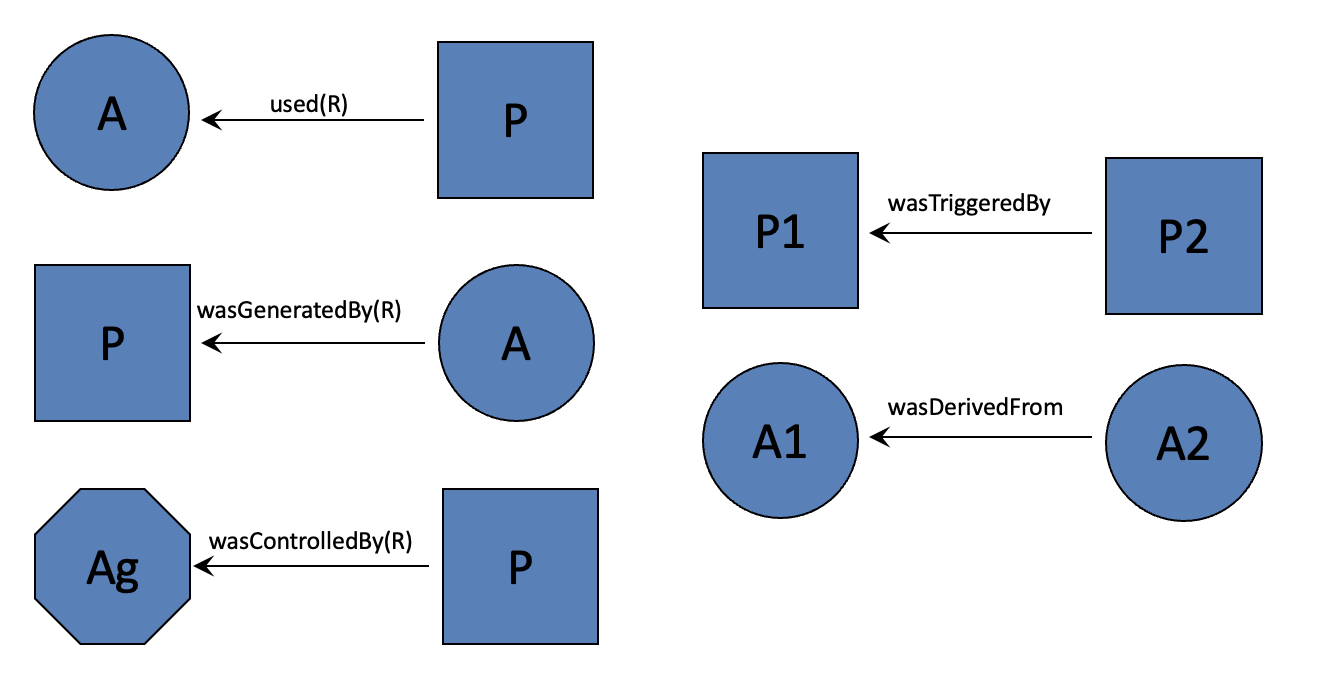 A
used(R)
P
P
wasGeneratedBy(R)
A
Ag
wasControlledBy(R)
P
P1
wasTriggeredBy
P2
A1
wasDerivedFrom
A2